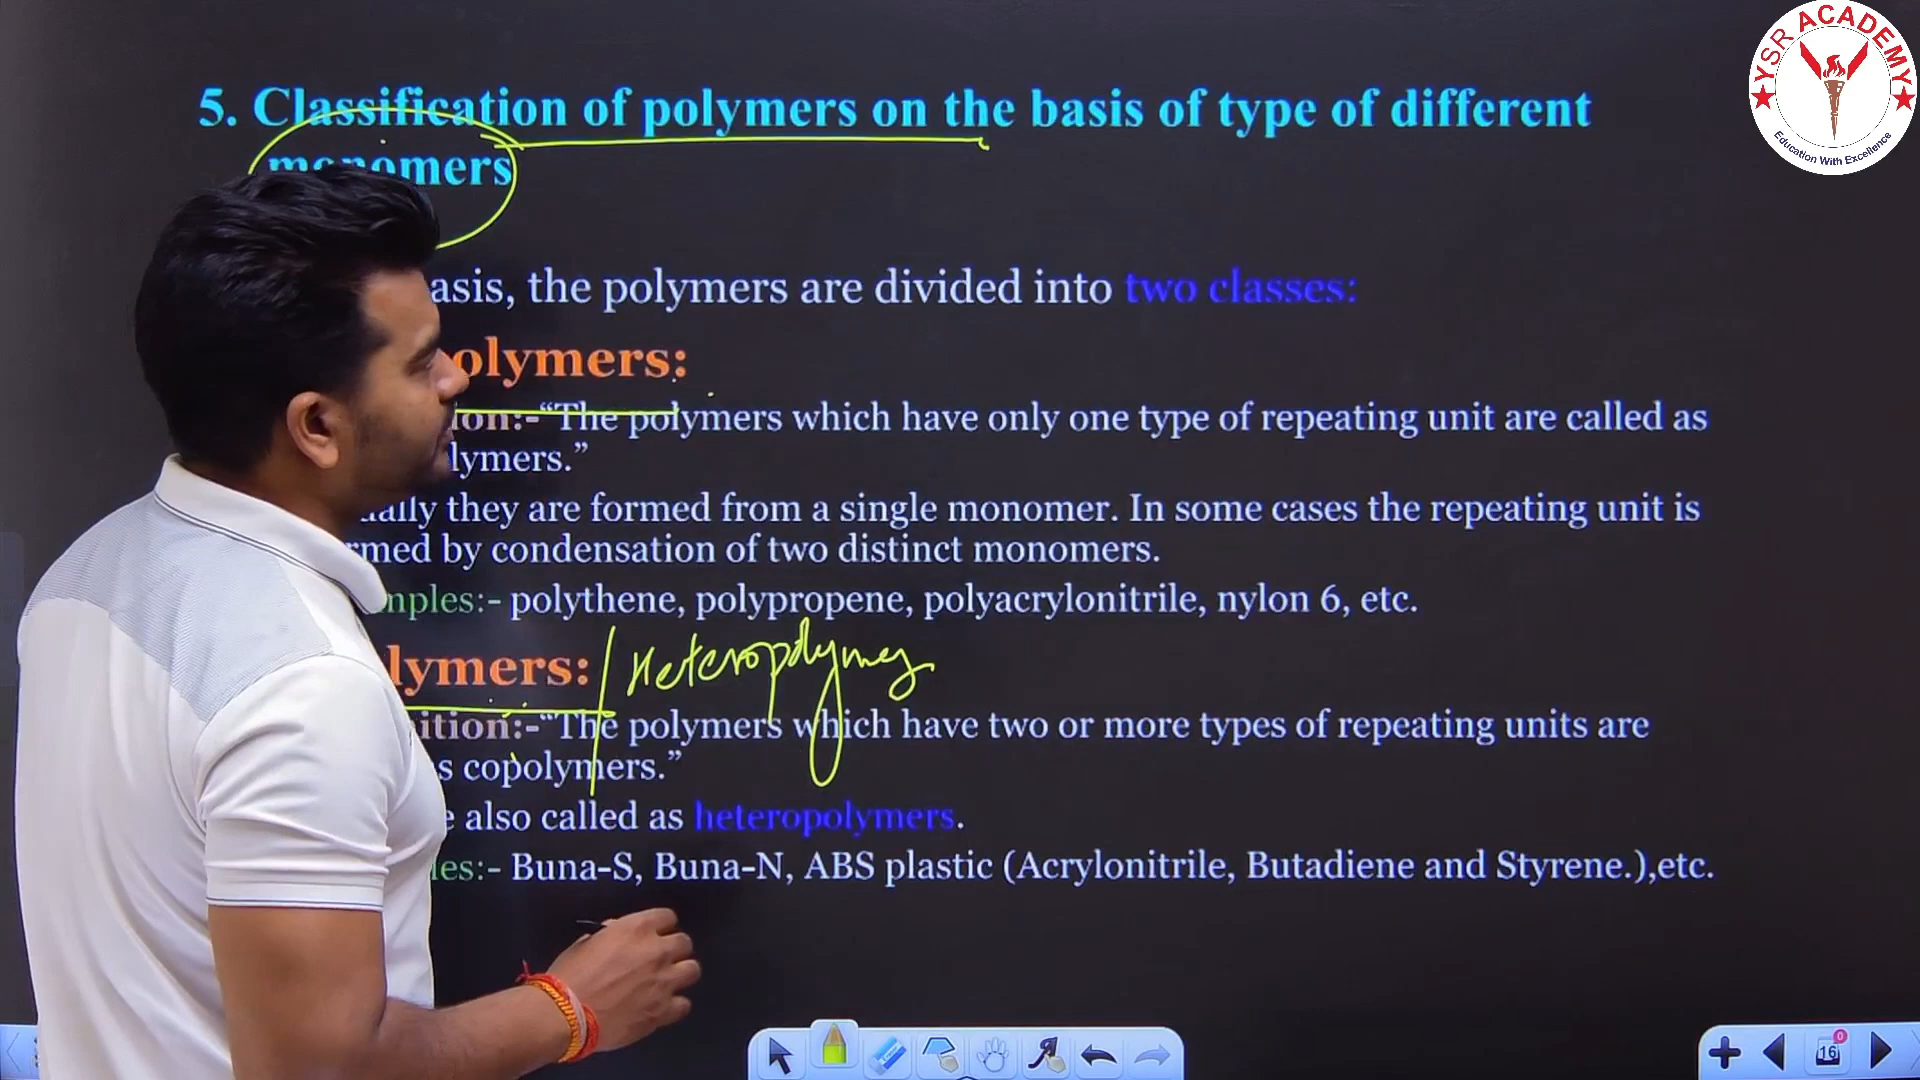 YSR ACADEMY
Education With Excellence
5. Classification of polymers on the basis of type of different
monomers
asis, the polymers are divided into two classes:
olymers:
ion:-“The polymers which have only one type of repeating unit are called as
lymers.”
ually they are formed from a single monomer. In some cases the repeating unit is
rmed by condensation of two distinct monomers.
mples:- polythene, polypropene, polyacrylonitrile, nylon 6, etc.
lymers: / Heteropolymers
ition:-“The polymers which have two or more types of repeating units are
s copolymers.”
e also called as heteropolymers.
les:- Buna-S, Buna-N, ABS plastic (Acrylonitrile, Butadiene and Styrene.),etc.
0
16